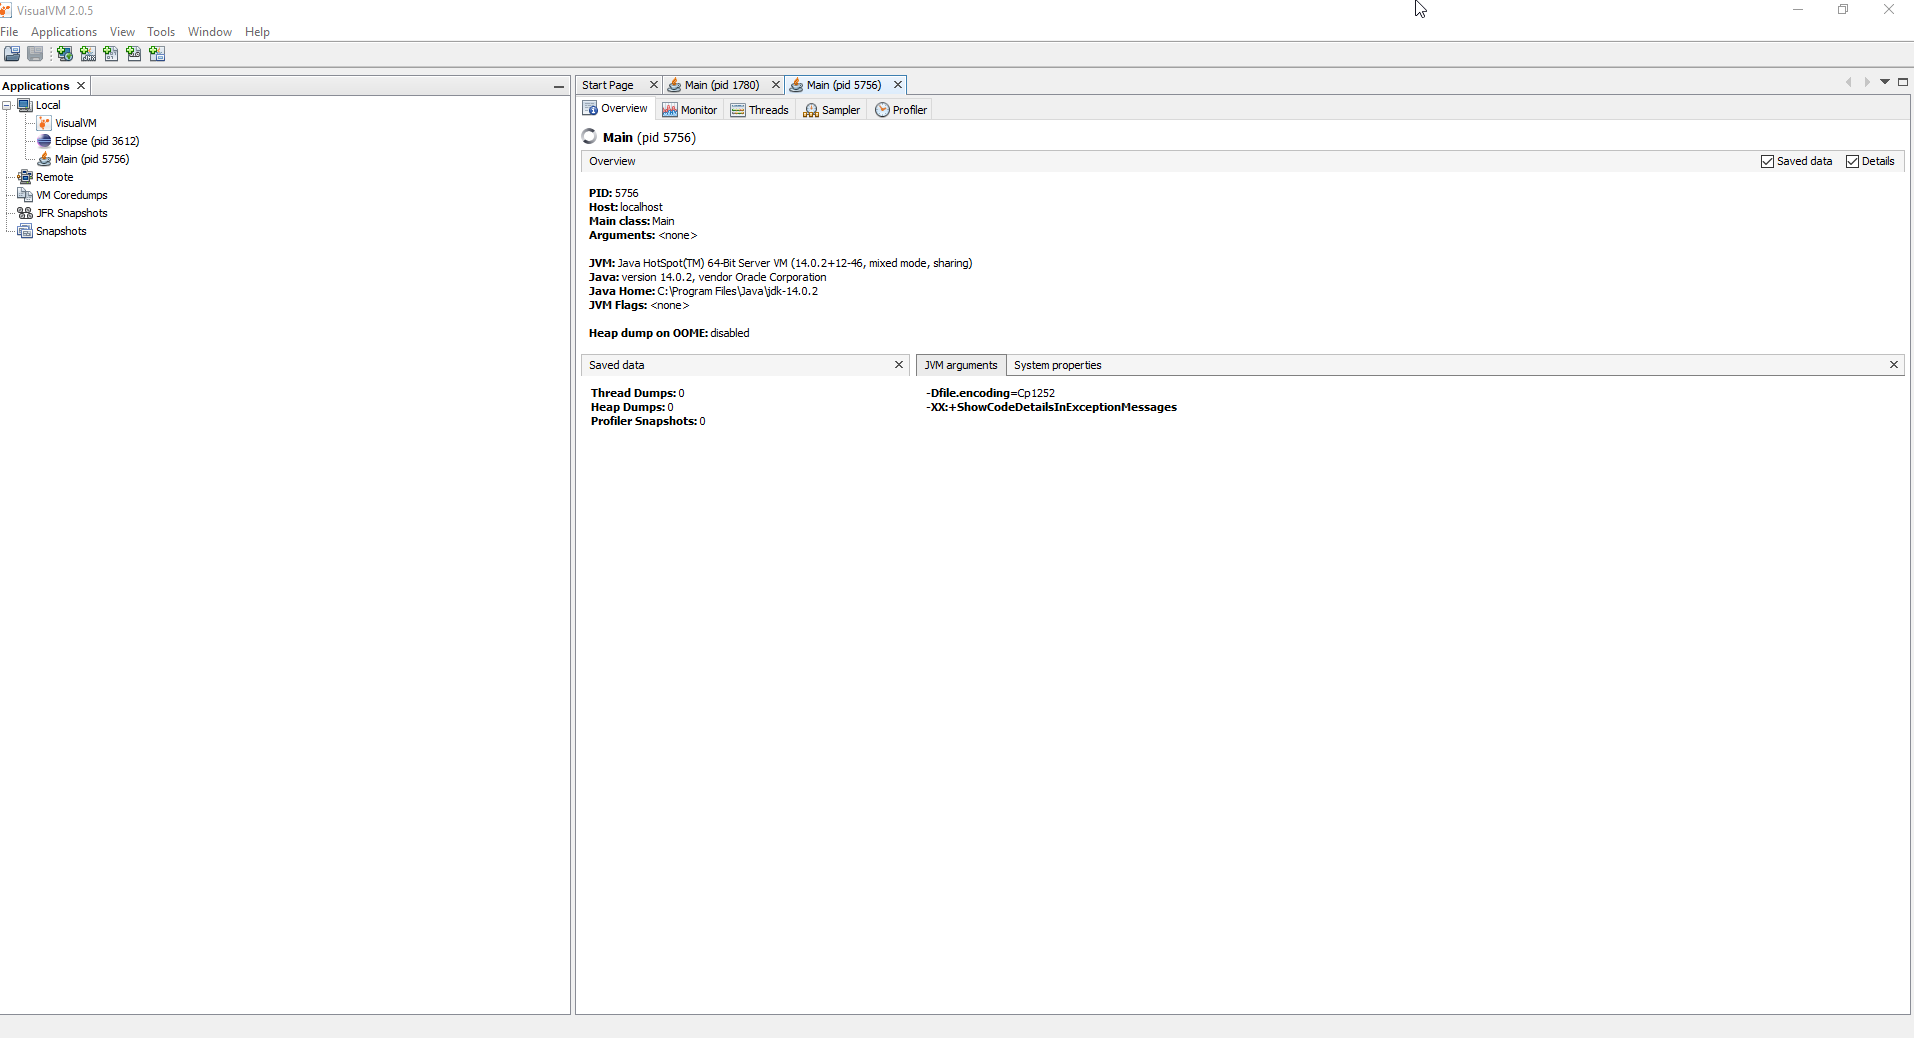 VisualVM 2.0.5
File Applications View Tools Window Help
Applications
Local
VisualVM
Eclipse (pid 3612)
Main (pid 5756)
Remote
VM Coredumps
JFR Snapshots
Snapshots
Start Page Main (pid 1780) Main (pid 5756)
Overview Monitor Threads Sampler Profiler
Main (pid 5756)
Overview Saved data Details
PID: 5756
Host: localhost
Main class: Main
Arguments: <none>
JVM: Java HotSpot(TM) 64-Bit Server VM (14.0.2+12-46, mixed mode, sharing)
Java: version 14.0.2, vendor Oracle Corporation
Java Home: C:\Program Files\Java\jdk-14.0.2
JVM Flags: <none>
Heap dump on OOME: disabled
Saved data
Thread Dumps: 0
Heap Dumps: 0
Profiler Snapshots: 0
JVM arguments System properties
-Dfile.encoding=Cp1252
-XX:+ShowCodeDetailsInExceptionMessages